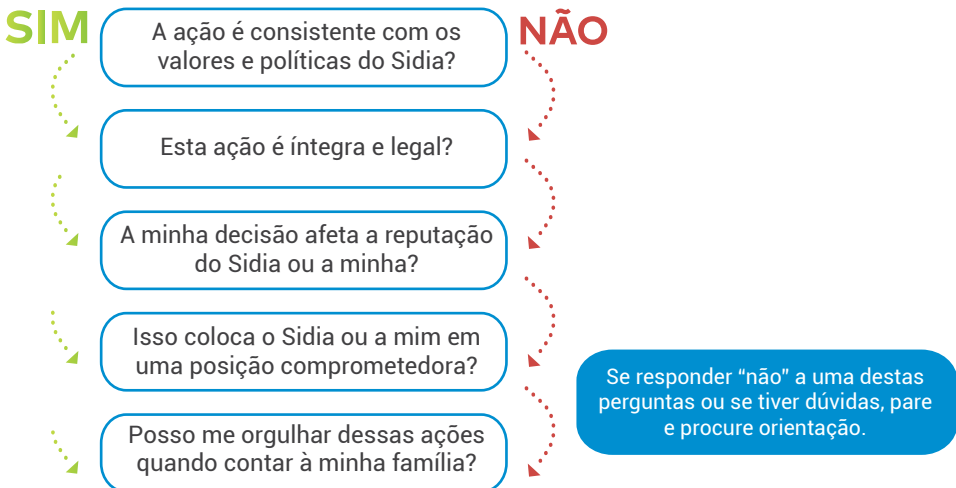 SIM
NÃO
A ação é consistente com os
valores e políticas do Sidia?
Esta ação é íntegra e legal?
A minha decisão afeta a reputação
do Sidia ou a minha?
Isso coloca o Sidia ou a mim em
uma posição comprometedora?
Posso me orgulhar dessas ações
quando contar à minha família?
Se responder “não” a uma destas
perguntas ou se tiver dúvidas, pare
e procure orientação.